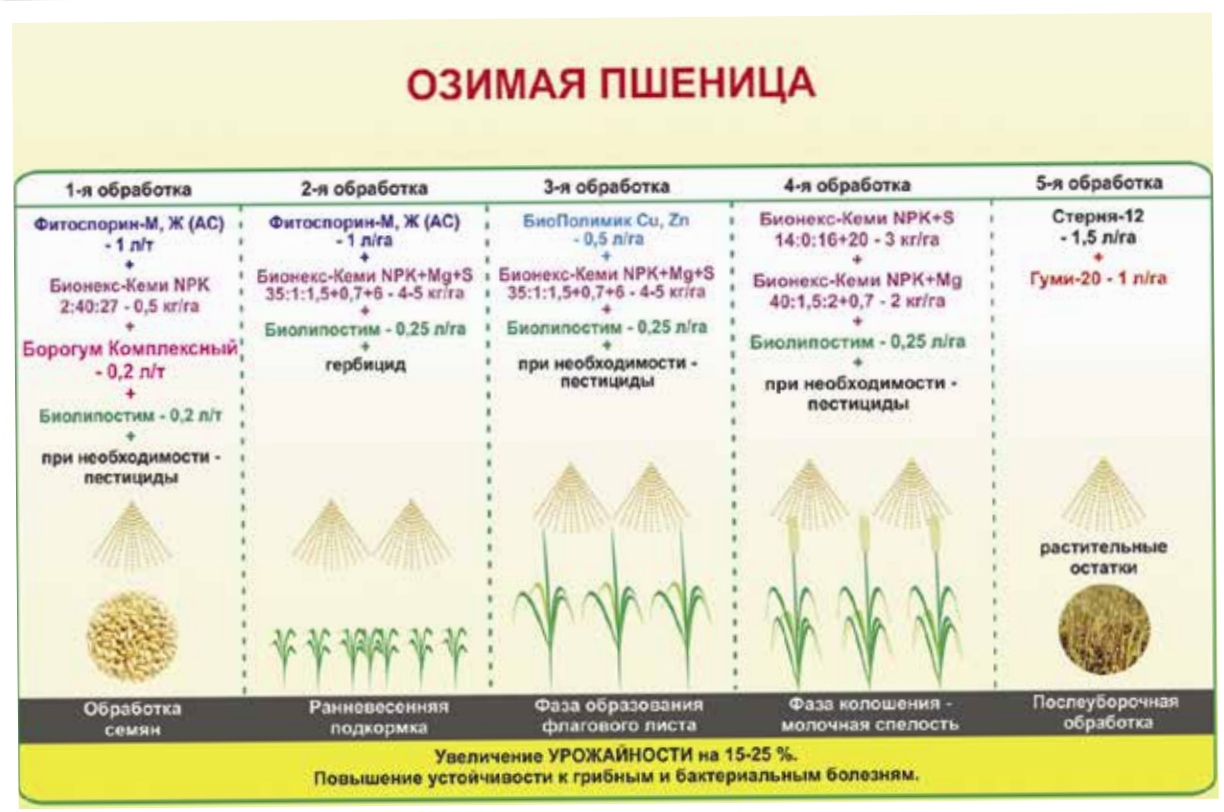 ОЗИМАЯ ПШЕНИЦА
1-я обработка
Фитоспорин-М, Ж (АС)
- 1 л/т
+
Бионекс-Кеми NPK
2:40:27 - 0,5 кг/га
+
Борогум Комплексный
- 0,2 л/т
+
Биолипостим - 0,2 л/т
+
при необходимости -
пестициды
Обработка
семян
2-я обработка
Фитоспорин-М, Ж (АС)
- 1 л/га
+
Бионекс-Кеми NPK+Mg+S
35:1:1,5+0,7+6 - 4-5 кг/га
+
Биолипостим - 0,25 л/га
+
гербицид
Ранневесенняя
подкормка
3-я обработка
БиоПолимик Cu, Zn
- 0,5 л/га
+
Бионекс-Кеми NPK+Mg+S
35:1:1,5+0,7+6 - 4-5 кг/га
+
Биолипостим - 0,25 л/га
+
при необходимости -
пестициды
Фаза образования
флагового листа
4-я обработка
Бионекс-Кеми NPK+S
14:0:16+20 - 3 кг/га
+
Бионекс-Кеми NPK+Mg
40:1,5:2+0,7 - 2 кг/га
+
Биолипостим - 0,25 л/га
+
при необходимости -
пестициды
Фаза колошения -
молочная спелость
5-я обработка
Стерня-12
- 1,5 л/га
+
Гуми-20 - 1 л/га
растительные
остатки
Послеуборочная
обработка
Увеличение УРОЖАЙНОСТИ на 15-25 %.
Повышение устойчивости к грибным и бактериальным болезням.